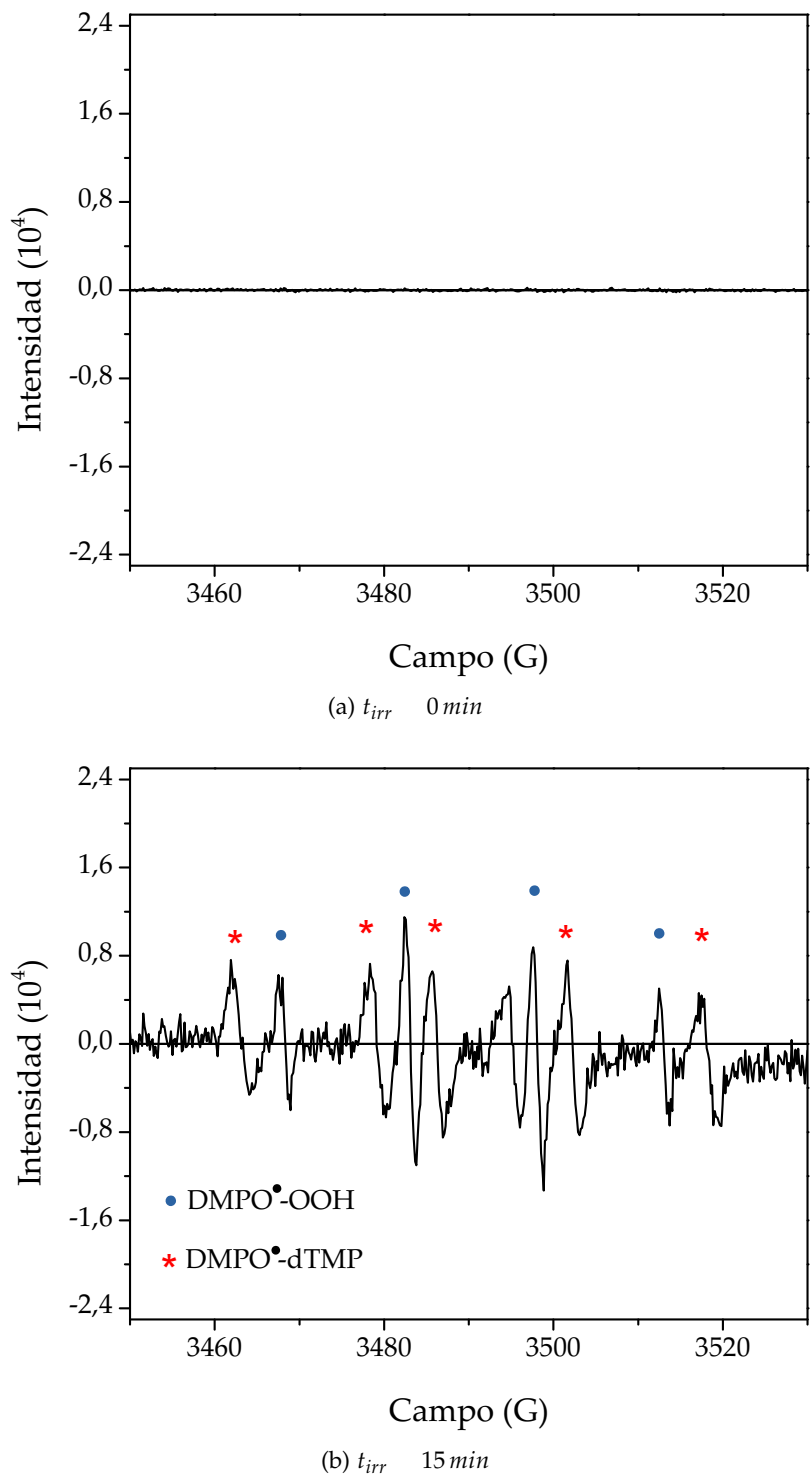 2,4
1,6
0,8
0,0
-0,8
-1,6
-2,4
Intensidad (10⁴)
3460 3480 3500 3520
Campo (G)
(a) t_irr 0 min
2,4
1,6
0,8
0,0
-0,8
-1,6
-2,4
Intensidad (10⁴)
● DMPO•-OOH
* DMPO•-dTMP
3460 3480 3500 3520
Campo (G)
(b) t_irr 15 min